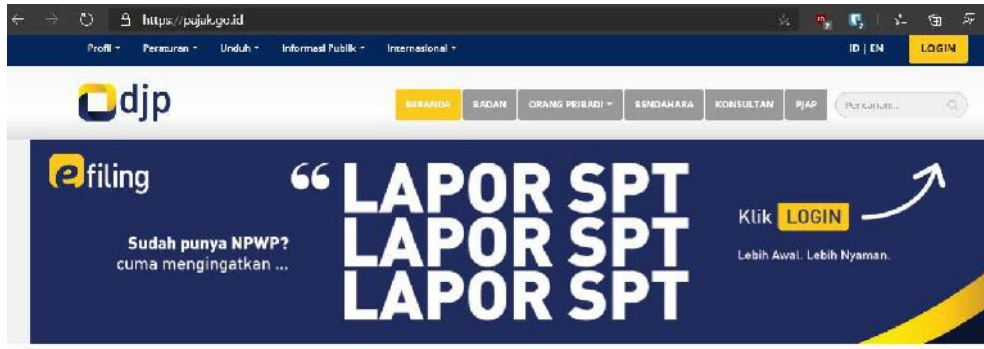 https://pajak.go.id
Profil Peraturan Unduh Informasi Publik Internasional ID | EN LOGIN
djp
BERANDA BADAN ORANG PRIBADI BENDAHARA KONSULTAN PJAP Pencarian...
efiling
Sudah punya NPWP?
cuma mengingatkan ...
“ LAPOR SPT
LAPOR SPT
LAPOR SPT
Klik LOGIN
Lebih Awal. Lebih Nyaman.